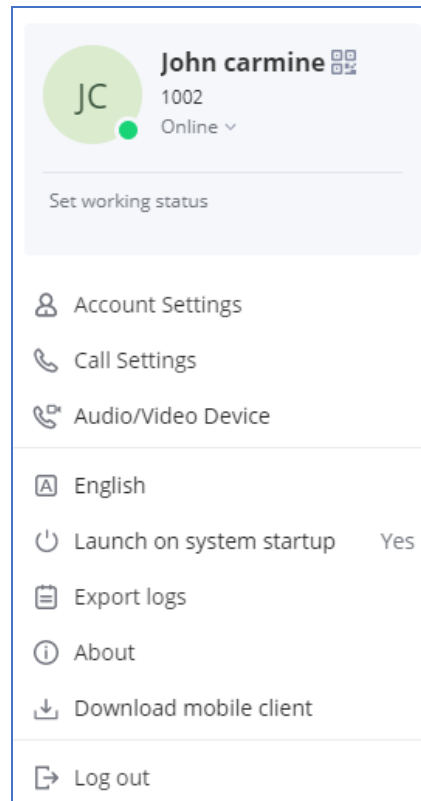 John carmine
JC
1002
Online
Set working status
Account Settings
Call Settings
Audio/Video Device
A English
Launch on system startup Yes
Export logs
About
Download mobile client
Log out